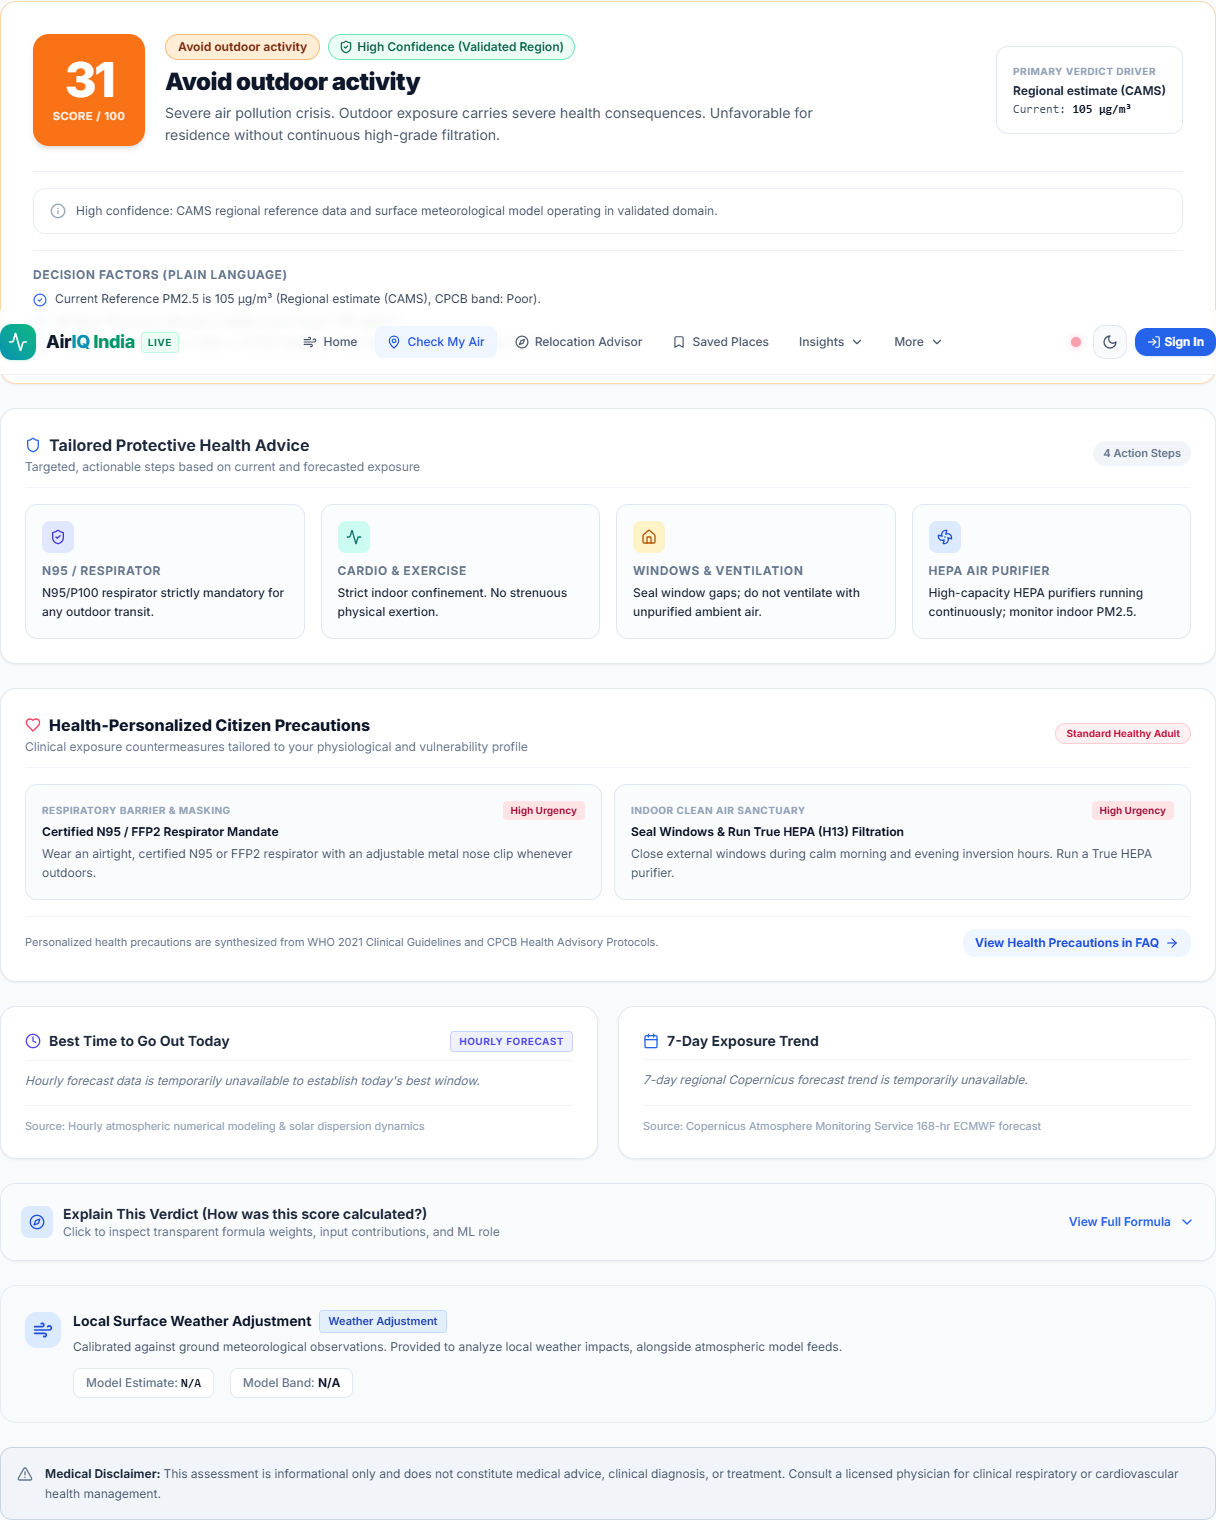 31
SCORE / 100
Avoid outdoor activity
High Confidence (Validated Region)
Avoid outdoor activity
Severe air pollution crisis. Outdoor exposure carries severe health consequences. Unfavorable for
residence without continuous high-grade filtration.
PRIMARY VERDICT DRIVER
Regional estimate (CAMS)
Current: 105 µg/m³
High confidence: CAMS regional reference data and surface meteorological model operating in validated domain.
DECISION FACTORS (PLAIN LANGUAGE)
Current Reference PM2.5 is 105 µg/m³ (Regional estimate (CAMS), CPCB band: Poor).
AirIQ India LIVE
Home
Check My Air
Relocation Advisor
Saved Places
Insights
More
Sign In
Tailored Protective Health Advice
Targeted, actionable steps based on current and forecasted exposure
4 Action Steps
N95 / RESPIRATOR
N95/P100 respirator strictly mandatory for
any outdoor transit.
CARDIO & EXERCISE
Strict indoor confinement. No strenuous
physical exertion.
WINDOWS & VENTILATION
Seal window gaps; do not ventilate with
unpurified ambient air.
HEPA AIR PURIFIER
High-capacity HEPA purifiers running
continuously; monitor indoor PM2.5.
Health-Personalized Citizen Precautions
Clinical exposure countermeasures tailored to your physiological and vulnerability profile
Standard Healthy Adult
RESPIRATORY BARRIER & MASKING
High Urgency
Certified N95 / FFP2 Respirator Mandate
Wear an airtight, certified N95 or FFP2 respirator with an adjustable metal nose clip whenever
outdoors.
INDOOR CLEAN AIR SANCTUARY
High Urgency
Seal Windows & Run True HEPA (H13) Filtration
Close external windows during calm morning and evening inversion hours. Run a True HEPA
purifier.
Personalized health precautions are synthesized from WHO 2021 Clinical Guidelines and CPCB Health Advisory Protocols.
View Health Precautions in FAQ
Best Time to Go Out Today
HOURLY FORECAST
Hourly forecast data is temporarily unavailable to establish today's best window.
Source: Hourly atmospheric numerical modeling & solar dispersion dynamics
7-Day Exposure Trend
7-day regional Copernicus forecast trend is temporarily unavailable.
Source: Copernicus Atmosphere Monitoring Service 168-hr ECMWF forecast
Explain This Verdict (How was this score calculated?)
Click to inspect transparent formula weights, input contributions, and ML role
View Full Formula
Local Surface Weather Adjustment
Weather Adjustment
Calibrated against ground meteorological observations. Provided to analyze local weather impacts, alongside atmospheric model feeds.
Model Estimate: N/A
Model Band: N/A
Medical Disclaimer: This assessment is informational only and does not constitute medical advice, clinical diagnosis, or treatment. Consult a licensed physician for clinical respiratory or cardiovascular
health management.